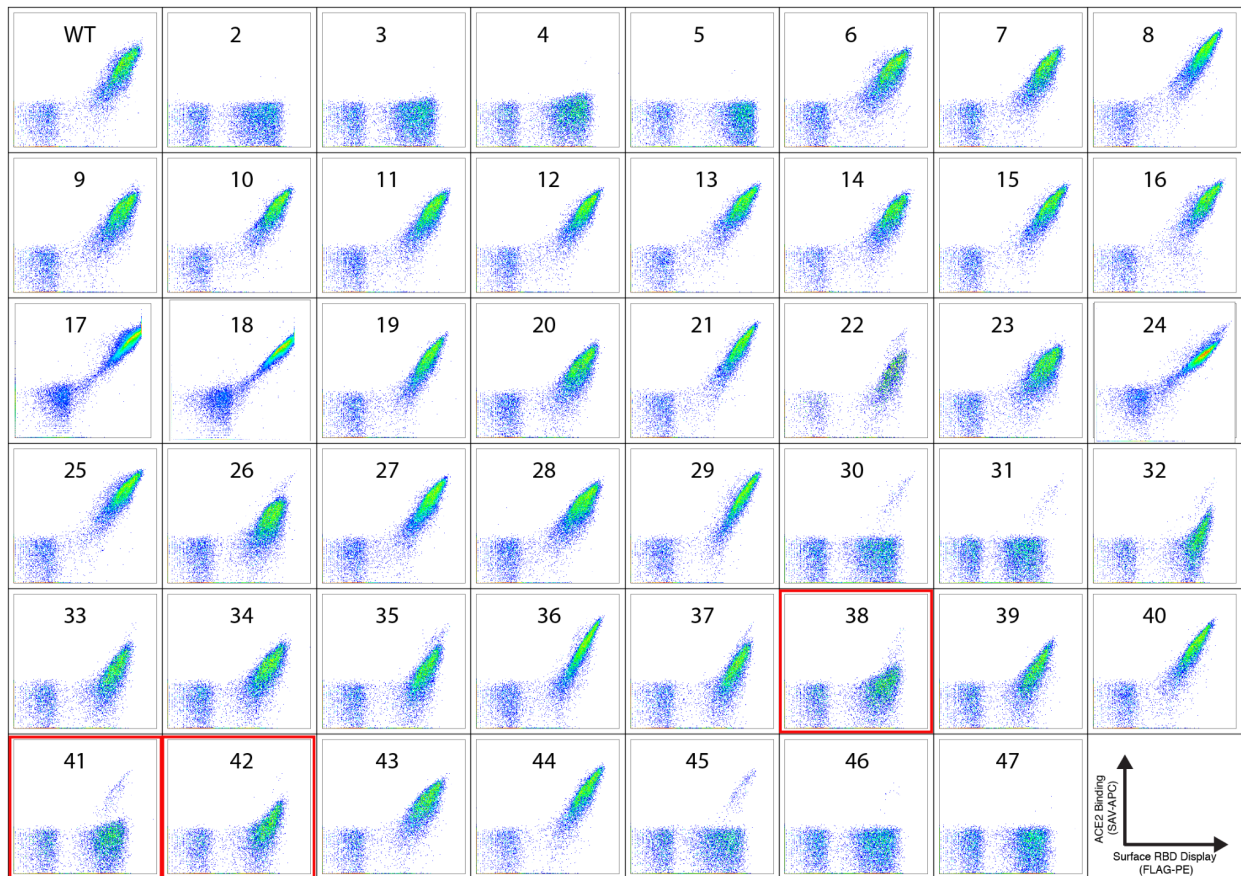 WT 2 3 4 5 6 7 8
9 10 11 12 13 14 15 16
17 18 19 20 21 22 23 24
25 26 27 28 29 30 31 32
33 34 35 36 37 38 39 40
41 42 43 44 45 46 47
ACE2 Binding
(SAV-APC)
Surface RBD Display
(FLAG-PE)